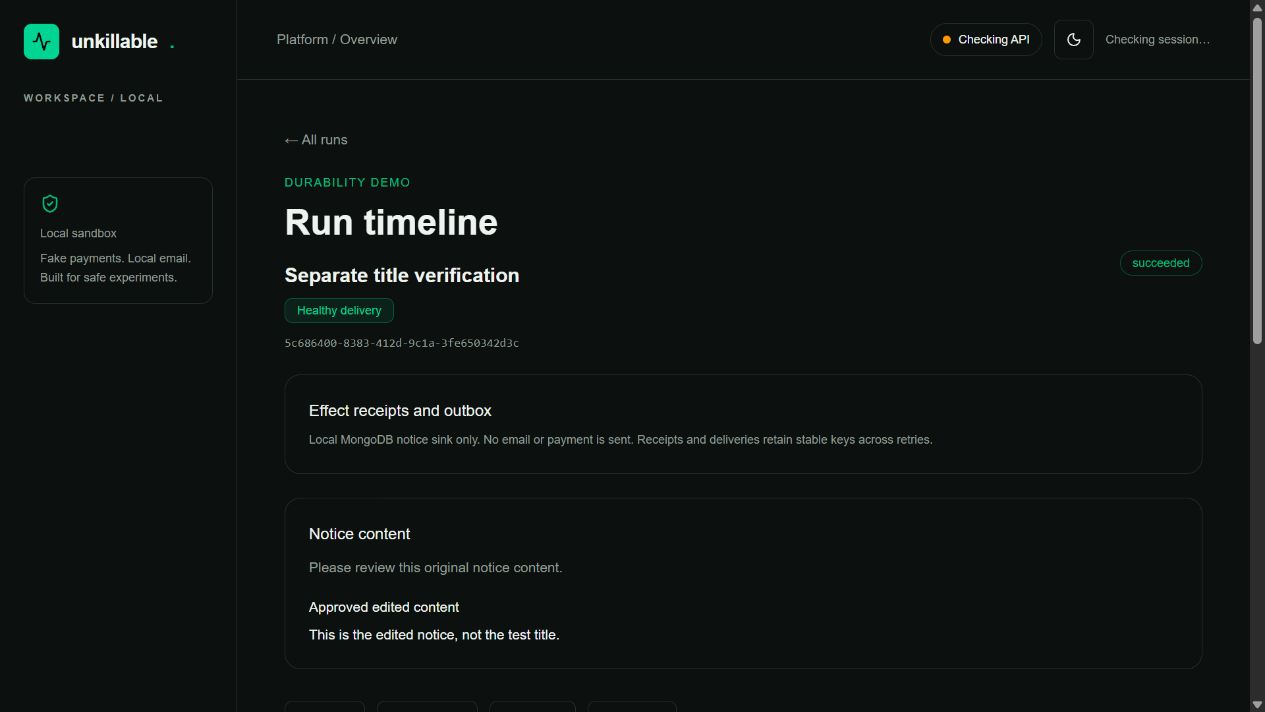 unkillable .
WORKSPACE / LOCAL
Local sandbox
Fake payments. Local email.
Built for safe experiments.
Platform / Overview
Checking API
Checking session…
← All runs
DURABILITY DEMO
Run timeline
Separate title verification
succeeded
Healthy delivery
5c686400-8383-412d-9c1a-3fe650342d3c
Effect receipts and outbox
Local MongoDB notice sink only. No email or payment is sent. Receipts and deliveries retain stable keys across retries.
Notice content
Please review this original notice content.
Approved edited content
This is the edited notice, not the test title.